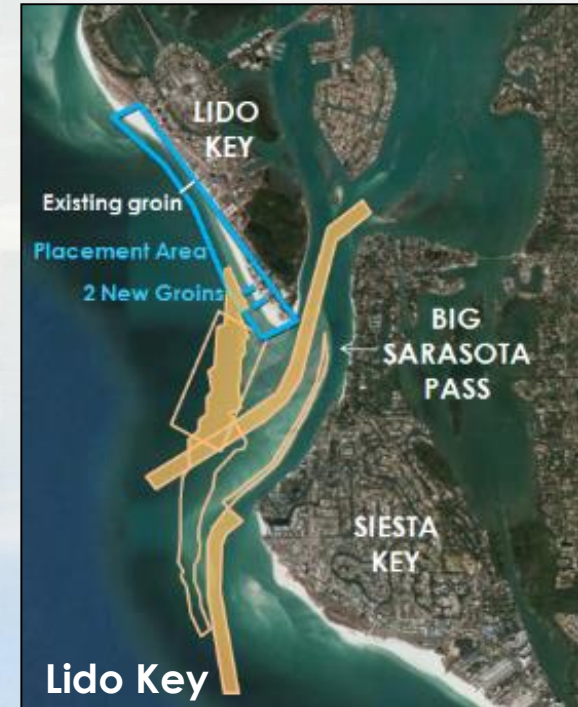 LIDO
KEY
Existing groin
Placement Area
2 New Groins
BIG
SARASOTA
PASS
SIESTA
KEY
Lido Key